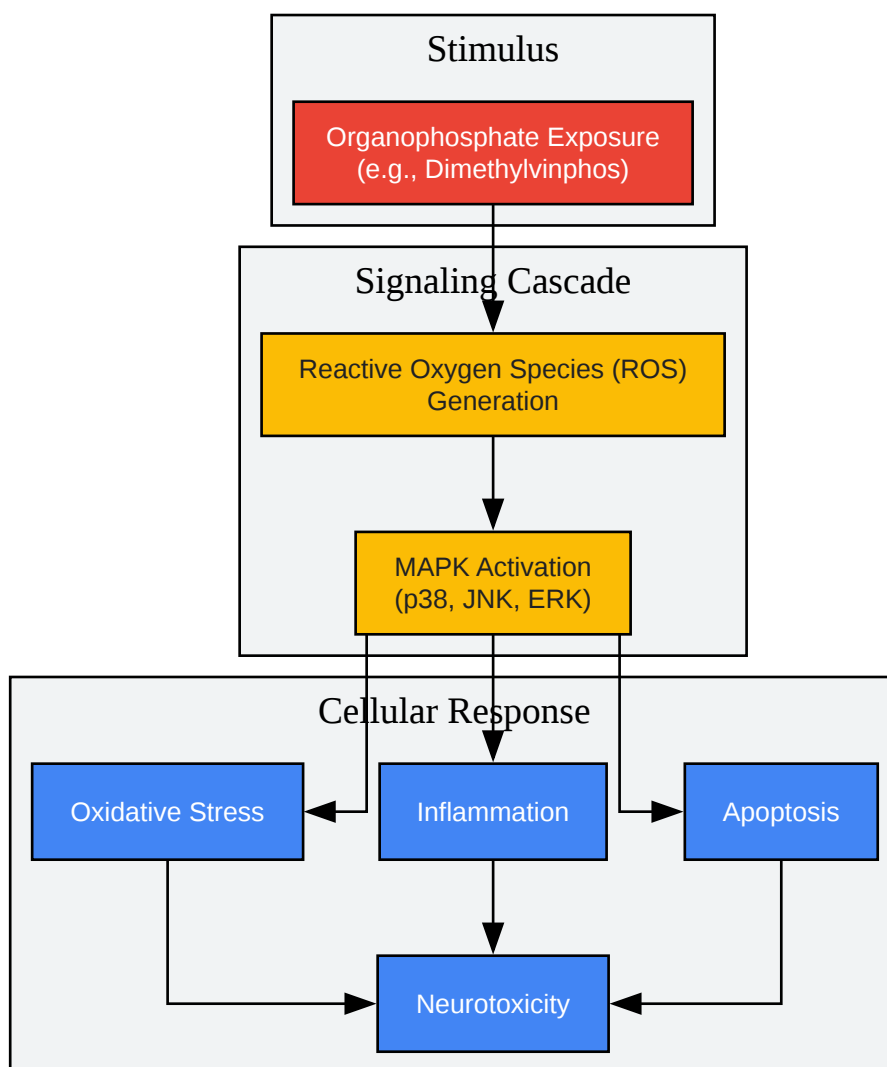 Stimulus
Organophosphate Exposure
(e.g., Dimethylvinphos)
Signaling Cascade
Reactive Oxygen Species (ROS)
Generation
MAPK Activation
(p38, JNK, ERK)
Cellular Response
Oxidative Stress
Inflammation
Apoptosis
Neurotoxicity